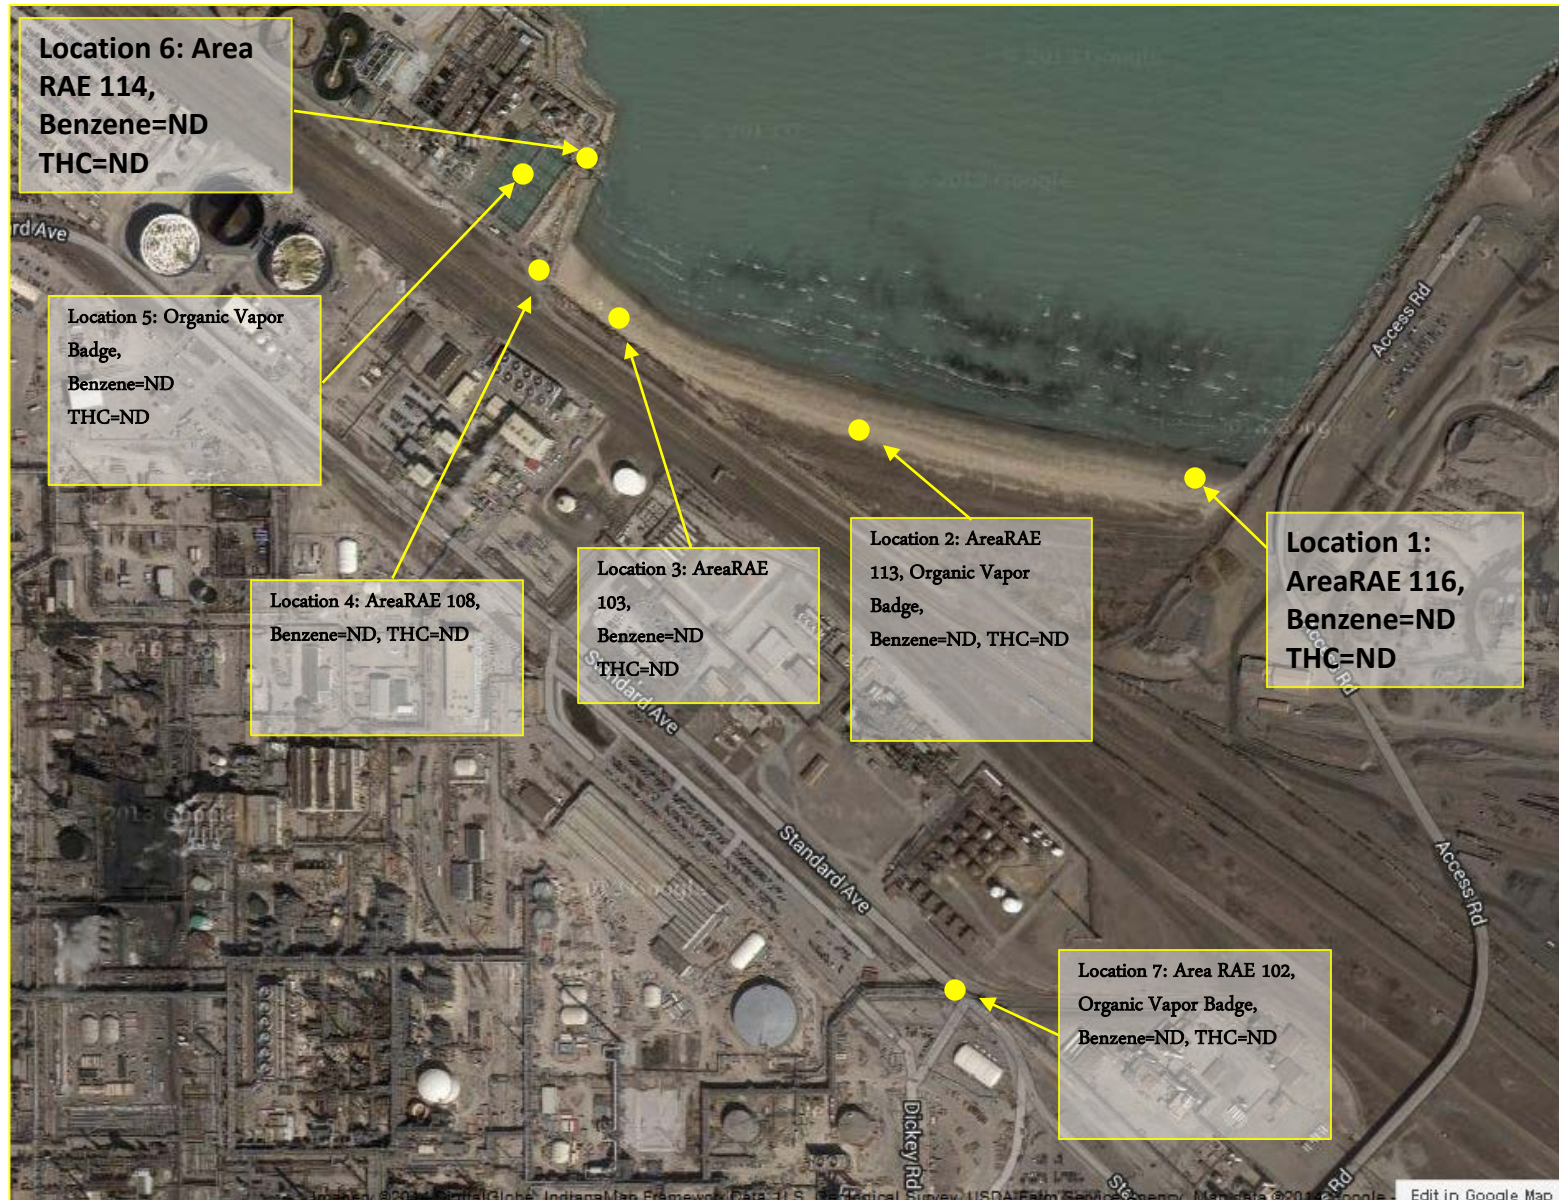 Location 6: Area
RAE 114,
Benzene=ND
THC=ND
rd Ave
Location 5: Organic Vapor
Badge,
Benzene=ND
THC=ND
Access Rd
Location 4: AreaRAE 108,
Benzene=ND, THC=ND
Location 3: AreaRAE
103,
Benzene=ND
THC=ND
Location 2: AreaRAE
113, Organic Vapor
Badge,
Benzene=ND, THC=ND
Location 1:
AreaRAE 116,
Benzene=ND
THC=ND
Access Rd
Standard Ave
Standard Ave
Access Rd
Location 7: Area RAE 102,
Organic Vapor Badge,
Benzene=ND, THC=ND
Dickey Rd
Sta
Rd
Edit in Google Map